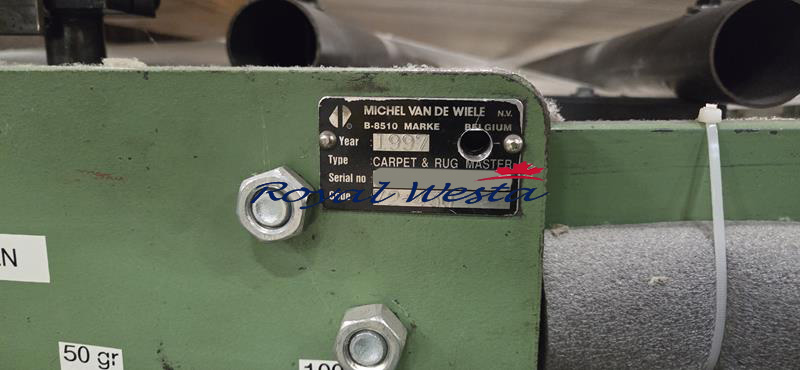 MICHEL VAN DE WIELE N.V.
B-8510 MARKE BELGIUM
Year 1997
Type CARPET & RUG MASTER
Serial no
Code
Royal Westa
50 gr